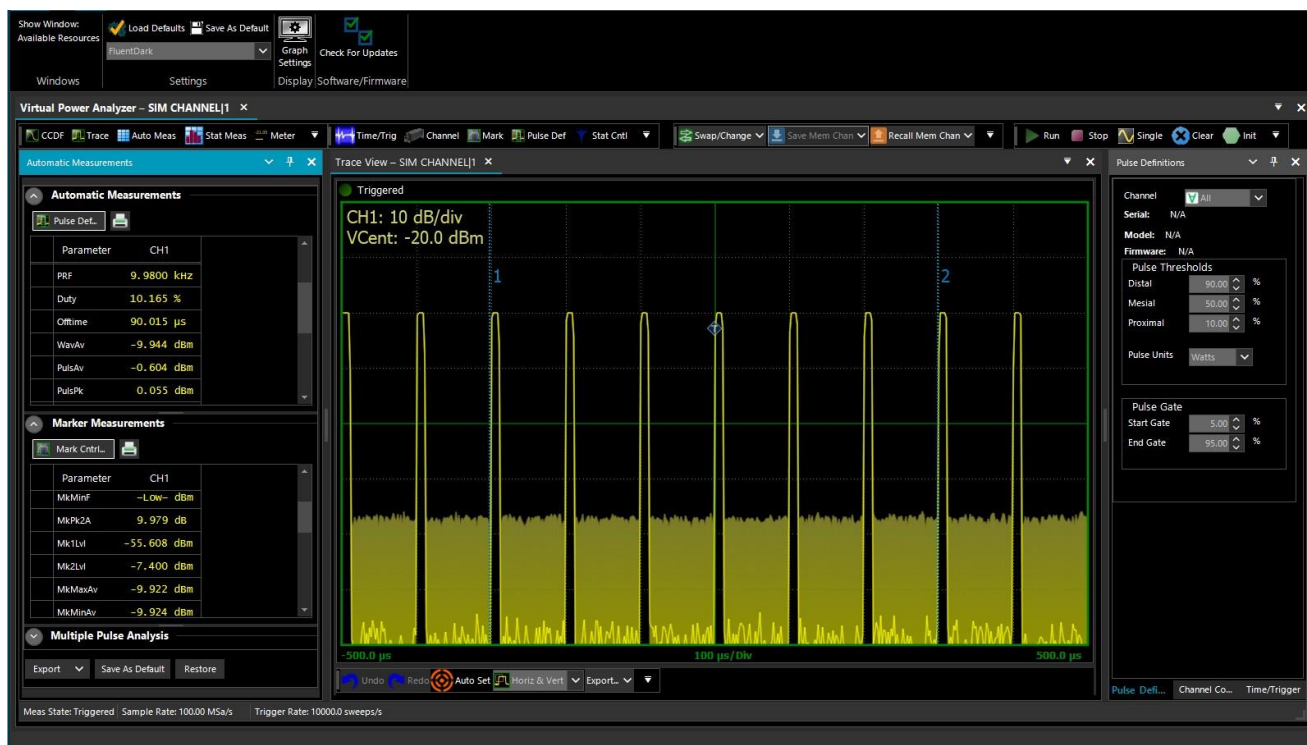 Show Window:
Available Resources
Load Defaults Save As Default
FluentDark
Graph
Settings
Check For Updates
Windows Settings Display Software/Firmware
Virtual Power Analyzer – SIM CHANNEL|1 ×
CCDF Trace Auto Meas Stat Meas Meter Time/Trig Channel Mark Pulse Def Stat Cntl Swap/Change Save Mem Chan Recall Mem Chan Run Stop Single Clear Init
Automatic Measurements
Automatic Measurements
Pulse Def...
Parameter CH1
PRF 9.9800 kHz
Duty 10.165 %
Offtime 90.015 µs
WavAv -9.944 dBm
PulsAv -0.604 dBm
PulsPk 0.055 dBm
Marker Measurements
Mark Cntrl...
Parameter CH1
MkMinF -Low- dBm
MkPk2A 9.979 dB
Mk1Lvl -55.608 dBm
Mk2Lvl -7.400 dBm
MkMaxAv -9.922 dBm
MkMinAv -9.924 dBm
Multiple Pulse Analysis
Export Save As Default Restore
Trace View – SIM CHANNEL|1 ×
Triggered
CH1: 10 dB/div
VCent: -20.0 dBm
1 2
T
-500.0 µs 100 µs/Div 500.0 µs
Undo Redo Auto Set Horiz & Vert Export...
Pulse Definitions
Channel All
Serial: N/A
Model: N/A
Firmware: N/A
Pulse Thresholds
Distal 90.00 %
Mesial 50.00 %
Proximal 10.00 %
Pulse Units Watts
Pulse Gate
Start Gate 5.00 %
End Gate 95.00 %
Pulse Defi... Channel Co... Time/Trigger
Meas State: Triggered Sample Rate: 100.00 MSa/s Trigger Rate: 10000.0 sweeps/s